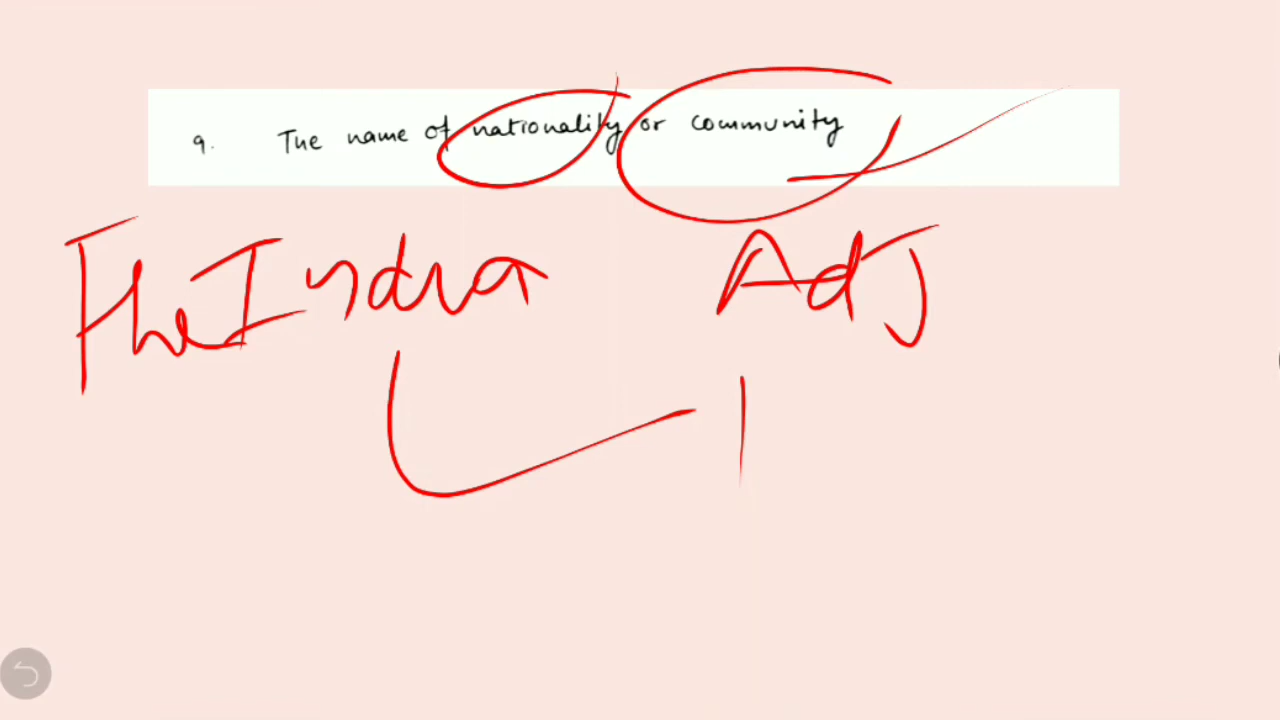 9. The name of nationality or community
The India Adj